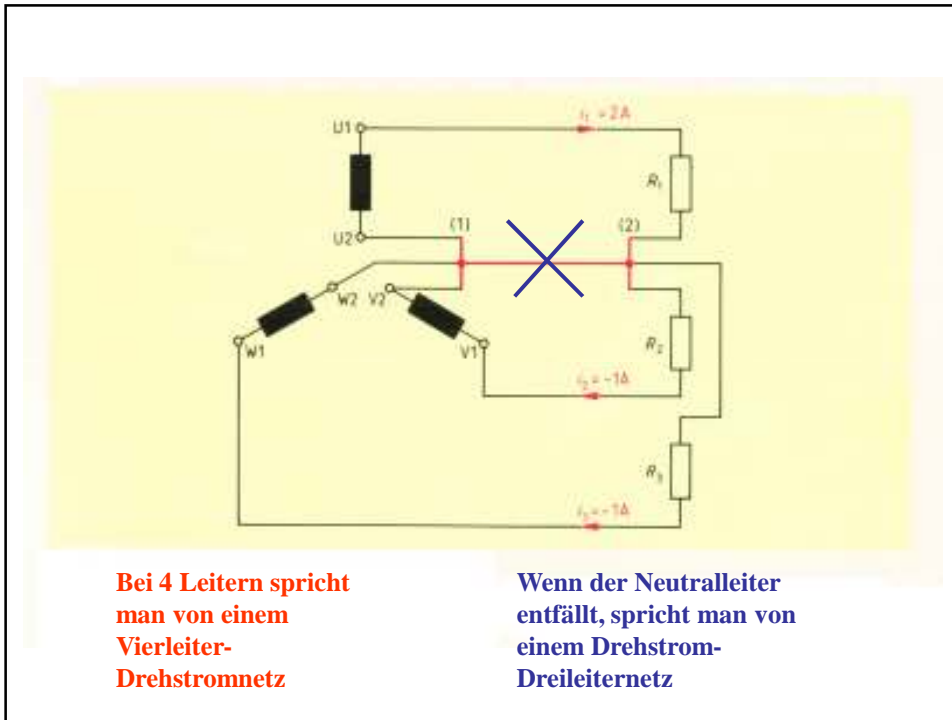 i₁ = 2A
U1
R₁
(1)
(2)
U2
W2
V2
R₂
W1
V1
i₂ = -1A
R₃
i₃ = -1A
Bei 4 Leitern spricht
man von einem
Vierleiter-
Drehstromnetz
Wenn der Neutralleiter
entfällt, spricht man von
einem Drehstrom-
Dreileiternetz